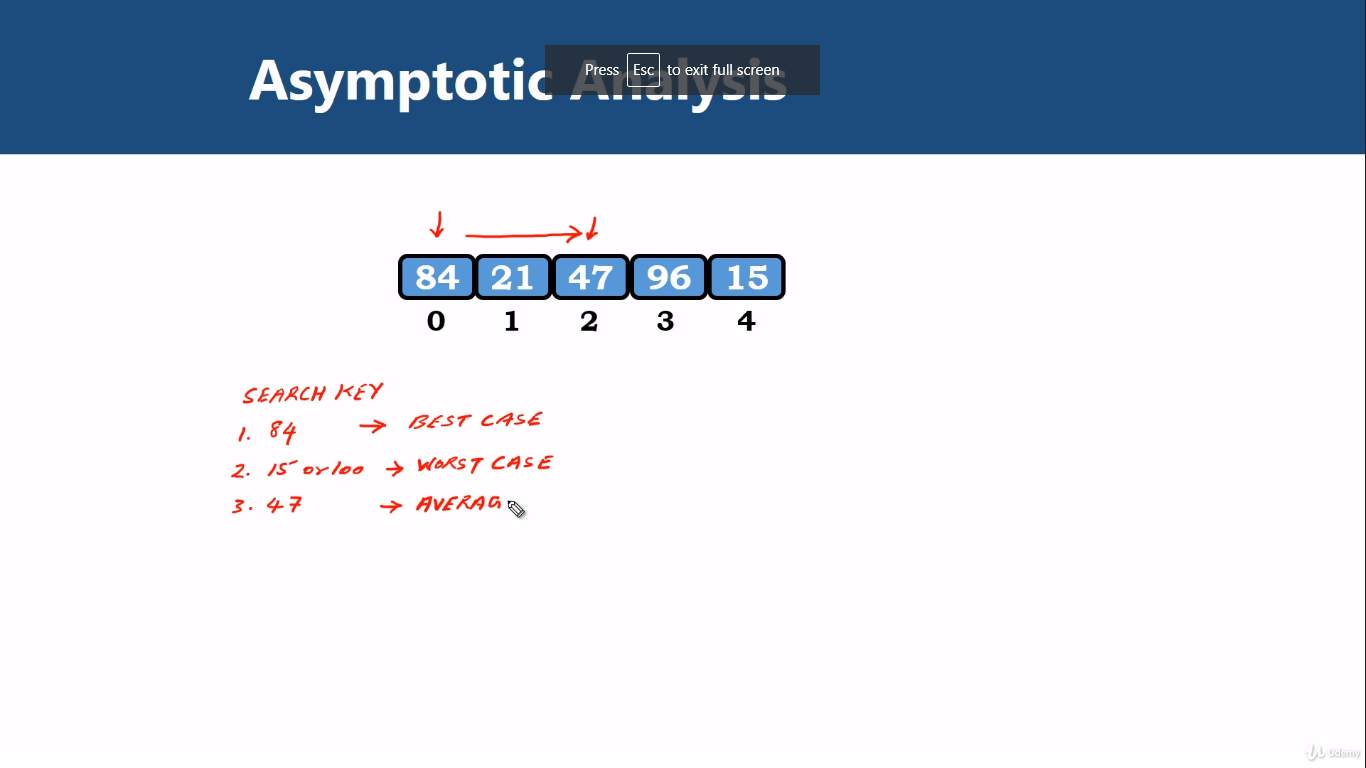 Asymptotic Analysis
Press Esc to exit full screen
84 21 47 96 15
0 1 2 3 4
SEARCH KEY
1. 84 → BEST CASE
2. 15 or 100 → WORST CASE
3. 47 → AVERAG
Udemy